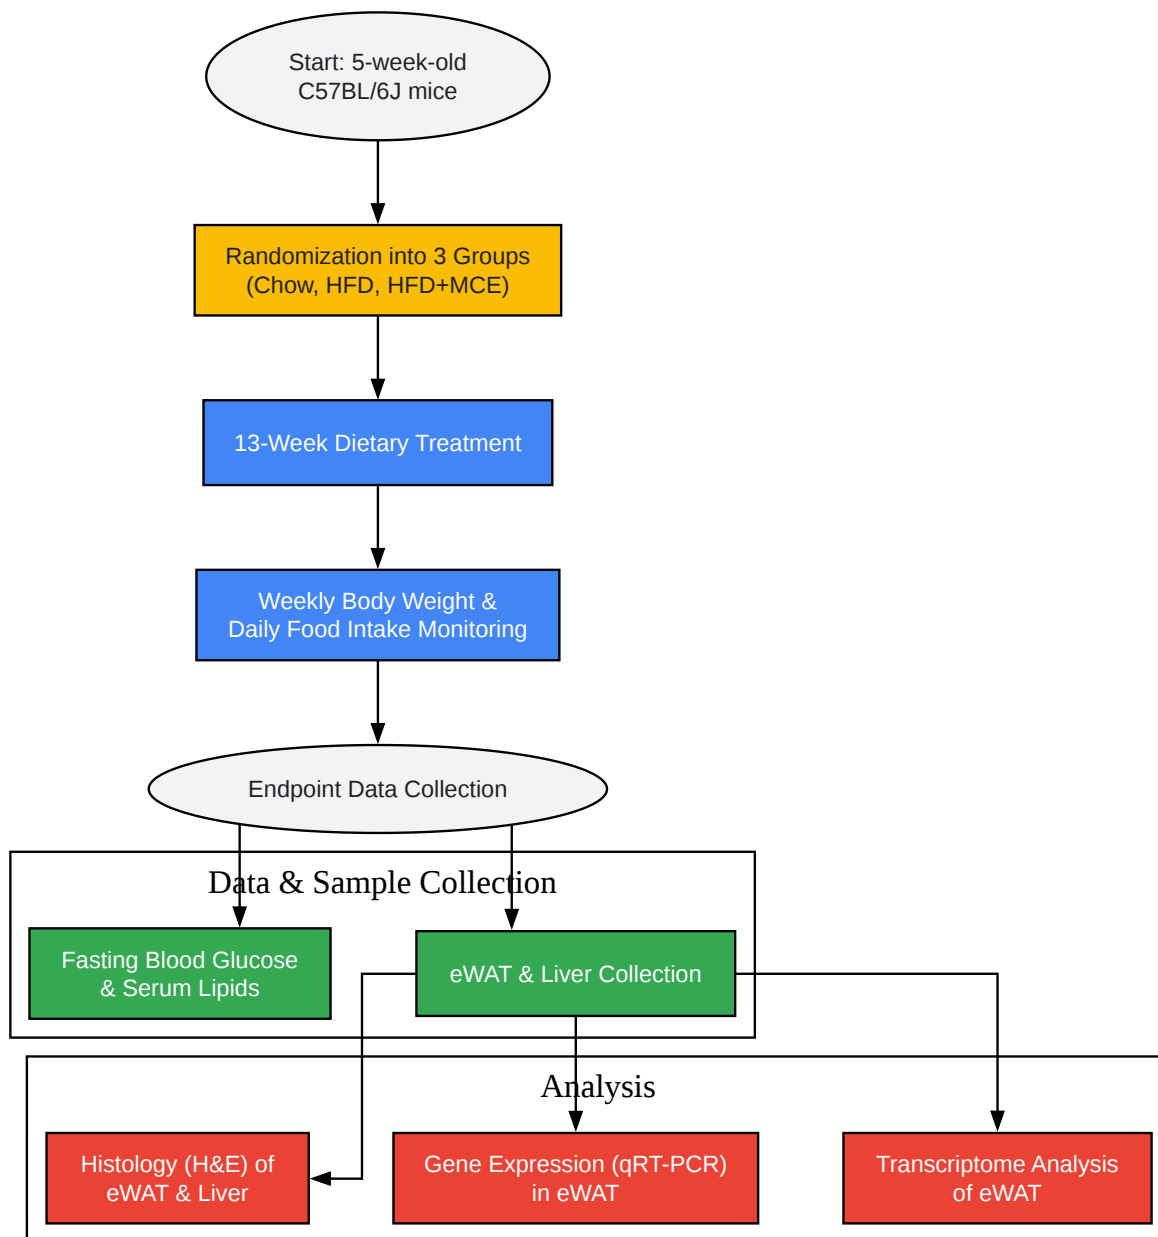 Start: 5-week-old
C57BL/6J mice
Randomization into 3 Groups
(Chow, HFD, HFD+MCE)
13-Week Dietary Treatment
Weekly Body Weight &
Daily Food Intake Monitoring
Endpoint Data Collection
Data & Sample Collection
Fasting Blood Glucose
& Serum Lipids
eWAT & Liver Collection
Analysis
Histology (H&E) of
eWAT & Liver
Gene Expression (qRT-PCR)
in eWAT
Transcriptome Analysis
of eWAT